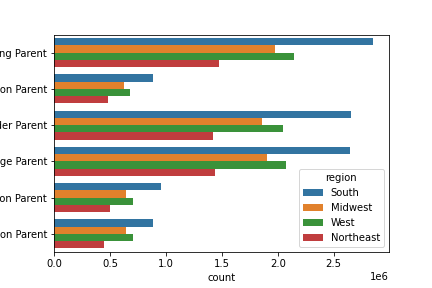 ng Parent
on Parent
der Parent
ge Parent
on Parent
on Parent
region
South
Midwest
West
Northeast
0.0 0.5 1.0 1.5 2.0 2.5
1e6
count